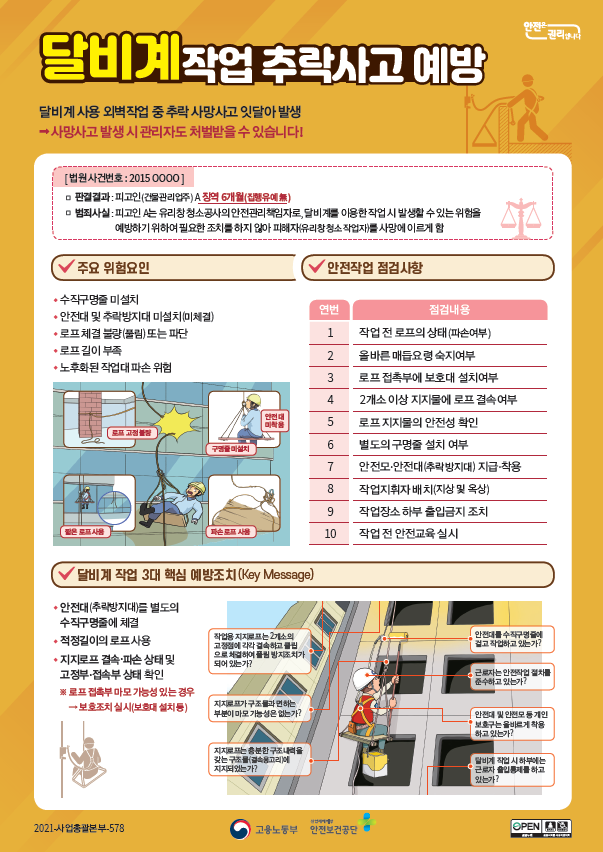 안전은
권리입니다
달비계 작업 추락사고 예방
달비계 사용 외벽작업 중 추락 사망사고 잇달아 발생
➞ 사망사고 발생 시 관리자도 처벌받을 수 있습니다!
[ 법원 사건번호 : 2015 OOOO ]
판결결과 : 피고인(건물관리업주) A, 징역 6개월(집행유예 無)
범죄사실 : 피고인 A는 유리창 청소공사의 안전관리책임자로, 달비계를 이용한 작업 시 발생할 수 있는 위험을
예방하기 위하여 필요한 조치를 하지 않아 피해자(유리창 청소 작업자)를 사망에 이르게 함
주요 위험요인
• 수직구명줄 미설치
• 안전대 및 추락방지대 미설치(미체결)
• 로프 체결 불량(풀림) 또는 파단
• 로프 길이 부족
• 노후화된 작업대 파손 위험
로프 고정 불량
안전대
미착용
구명줄 미설치
짧은 로프 사용
파손 로프 사용
안전작업 점검사항
연번 점검내용
1 작업 전 로프의 상태(파손여부)
2 올바른 매듭요령 숙지여부
3 로프 접촉부에 보호대 설치여부
4 2개소 이상 지지물에 로프 결속 여부
5 로프 지지물의 안전성 확인
6 별도의 구명줄 설치 여부
7 안전모·안전대(추락방지대) 지급·착용
8 작업지휘자 배치(지상 및 옥상)
9 작업장소 하부 출입금지 조치
10 작업 전 안전교육 실시
달비계 작업 3대 핵심 예방조치(Key Message)
• 안전대(추락방지대)를 별도의
수직구명줄에 체결
• 적정길이의 로프 사용
• 지지로프 결속·파손 상태 및
고정부·접속부 상태 확인
※ 로프 접촉부 마모 가능성 있는 경우
→ 보호조치 실시(보호대 설치 등)
작업용 지지로프는 2개소의
고정점에 각각 결속하고 풀림
으로 체결하여 풀림 방지조치가
되어 있는가?
지지로프가 구조물과 면하는
부분이 마모 가능성은 없는가?
지지로프는 충분한 구조내력을
갖는 구조물(결속용고리)에
지지되었는가?
안전대를 수직구명줄에
걸고 작업하고 있는가?
근로자는 안전작업 절차를
준수하고 있는가?
안전대 및 안전모 등 개인
보호구는 올바르게 착용
하고 있는가?
달비계 작업 시 하부에는
근로자 출입통제를 하고
있는가?
2021-사업총괄본부-578
고용노동부
안전보건공단
OPEN